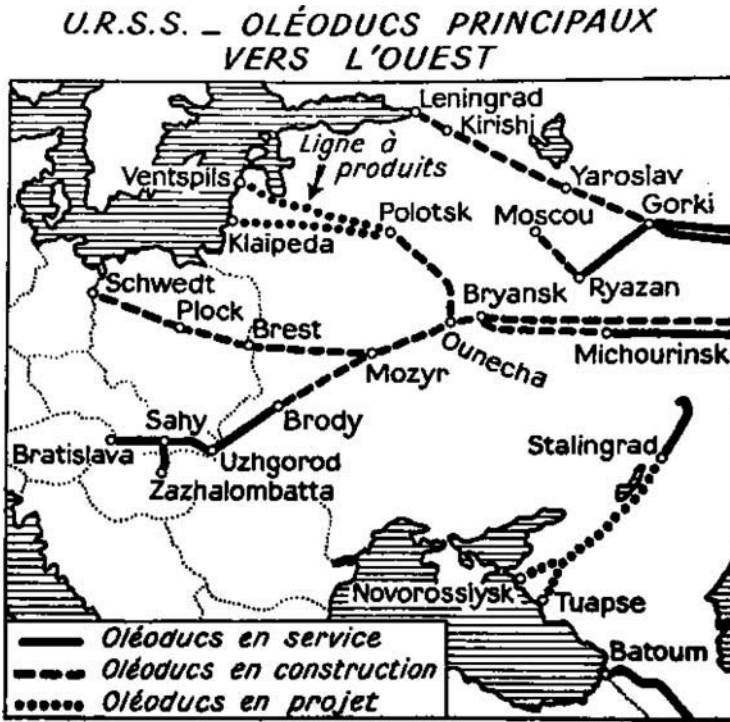 U.R.S.S. _ OLÉODUCS PRINCIPAUX
VERS L'OUEST
Leningrad
Kirishi
Ligne à
produits
Ventspils
Yaroslav
Polotsk
Moscou
Gorki
Klaipeda
Schwedt
Ryazan
Plock
Bryansk
Brest
Ounecha
Michourinsk
Mozyr
Sahy
Brody
Stalingrad
Bratislava
Uzhgorod
Zazhalombatta
Novorosslysk
Tuapse
Oléoducs en service
Batoum
Oléoducs en construction
Oléoducs en projet